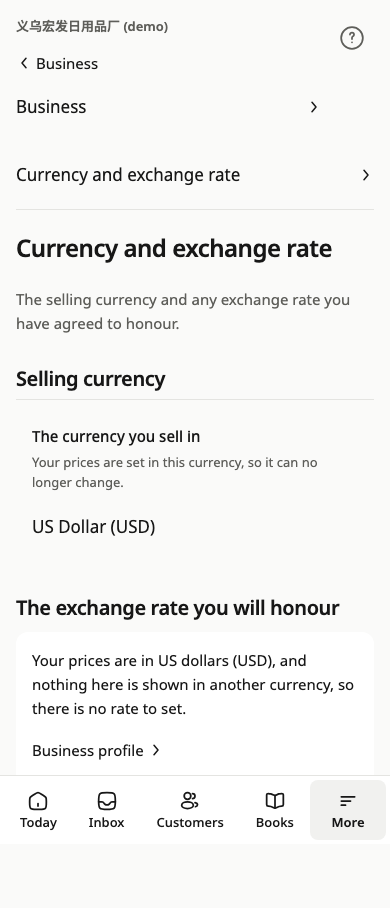 义乌宏发日用品厂 (demo)
Business
Business
Currency and exchange rate
Currency and exchange rate
The selling currency and any exchange rate you
have agreed to honour.
Selling currency
The currency you sell in
Your prices are set in this currency, so it can no
longer change.
US Dollar (USD)
The exchange rate you will honour
Your prices are in US dollars (USD), and
nothing here is shown in another currency, so
there is no rate to set.
Business profile
Today
Inbox
Customers
Books
More